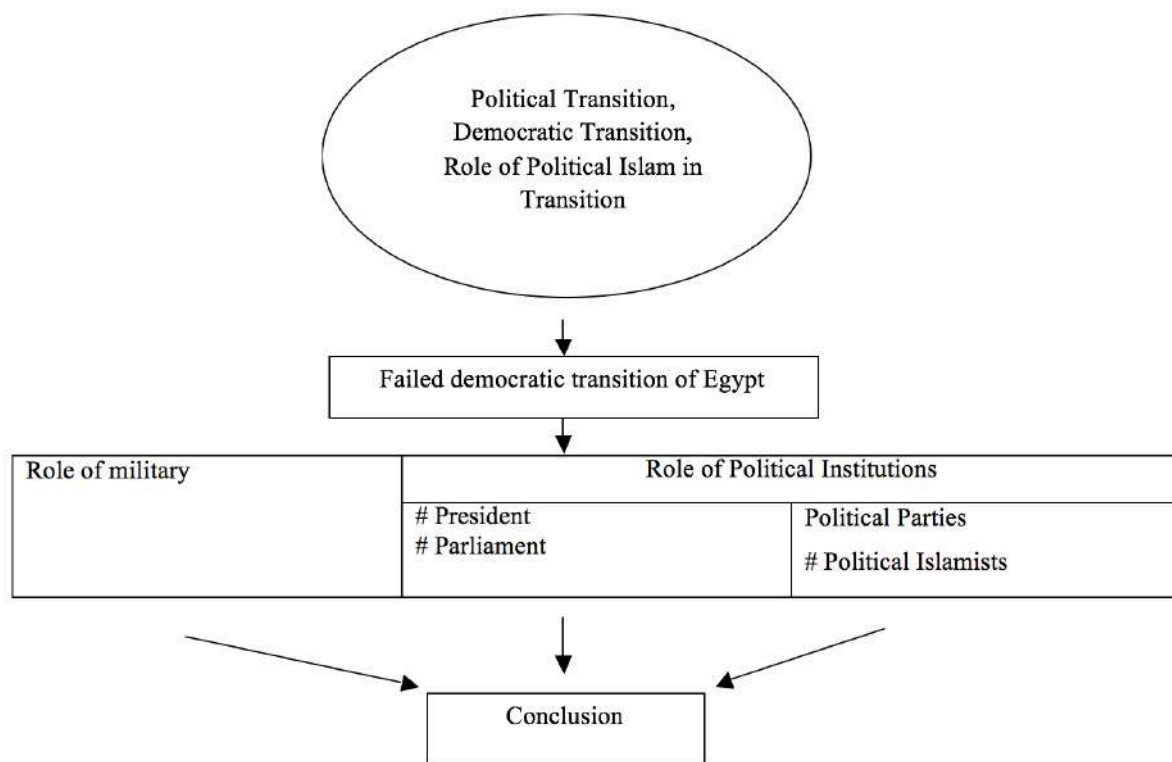 Political Transition,
Democratic Transition,
Role of Political Islam in
Transition
Failed democratic transition of Egypt
Role of military
Role of Political Institutions
# President
# Parliament
Political Parties
# Political Islamists
Conclusion